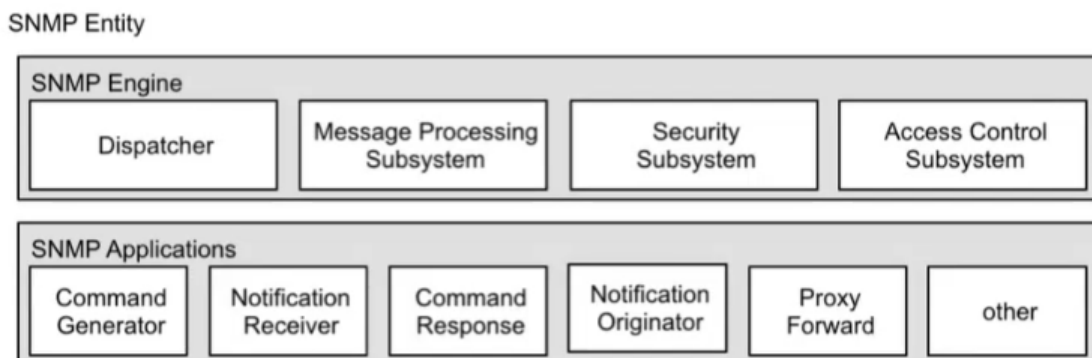 SNMP Entity
SNMP Engine
Dispatcher
Message Processing
Subsystem
Security
Subsystem
Access Control
Subsystem
SNMP Applications
Command
Generator
Notification
Receiver
Command
Response
Notification
Originator
Proxy
Forward
other